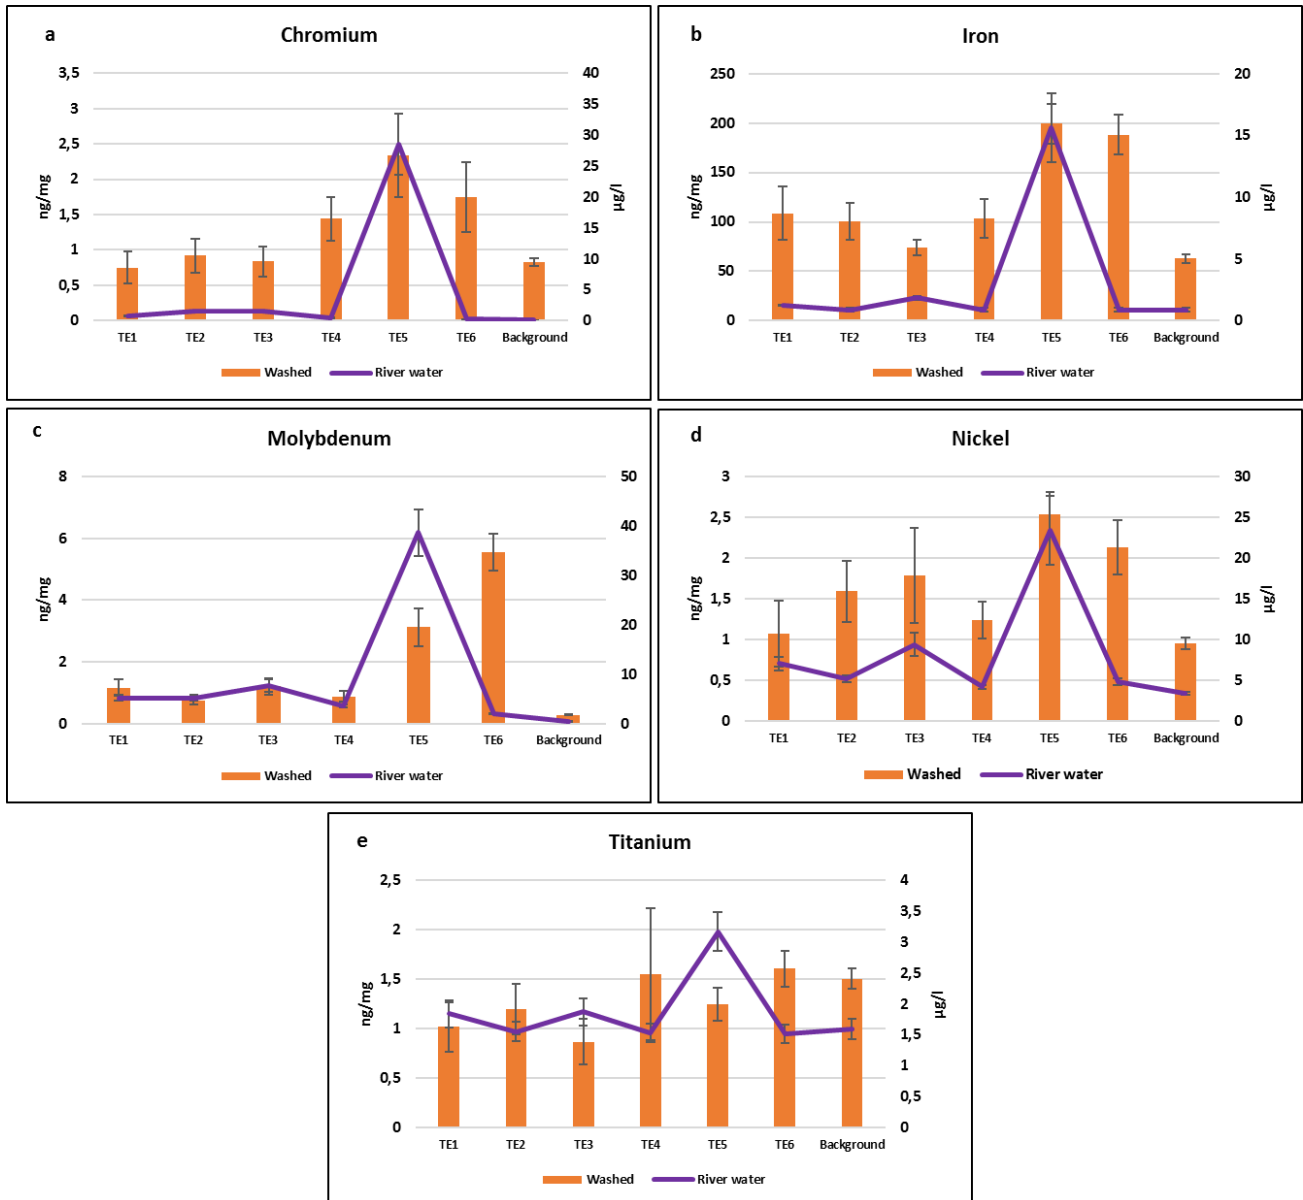 a
Chromium
3,5
3
2,5
2
1,5
1
0,5
0
ng/mg
40
35
30
25
20
15
10
5
0
µg/l
TE1 TE2 TE3 TE4 TE5 TE6 Background
Washed River water
b
Iron
250
200
150
100
50
0
ng/mg
20
15
10
5
0
µg/l
TE1 TE2 TE3 TE4 TE5 TE6 Background
Washed River water
c
Molybdenum
8
6
4
2
0
ng/mg
50
40
30
20
10
0
TE1 TE2 TE3 TE4 TE5 TE6 Background
Washed River water
d
Nickel
3
2,5
2
1,5
1
0,5
0
ng/mg
30
25
20
15
10
5
0
µg/l
TE1 TE2 TE3 TE4 TE5 TE6 Background
Washed River water
e
Titanium
2,5
2
1,5
1
0,5
0
ng/mg
4
3,5
3
2,5
2
1,5
1
0,5
0
µg/l
TE1 TE2 TE3 TE4 TE5 TE6 Background
Washed River water